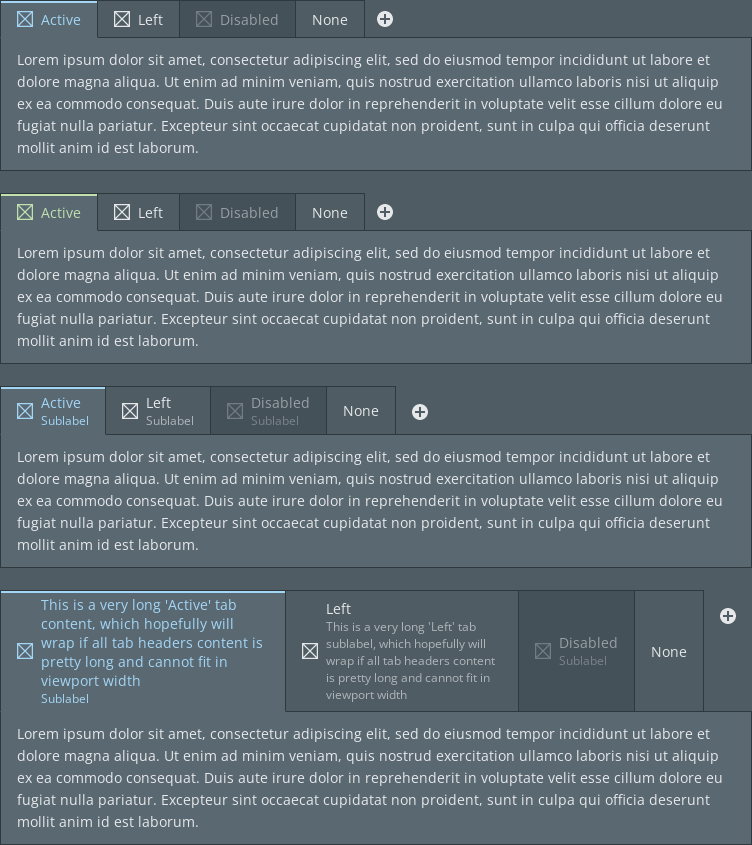 Active Left Disabled None
Lorem ipsum dolor sit amet, consectetur adipiscing elit, sed do eiusmod tempor incididunt ut labore et
dolore magna aliqua. Ut enim ad minim veniam, quis nostrud exercitation ullamco laboris nisi ut aliquip
ex ea commodo consequat. Duis aute irure dolor in reprehenderit in voluptate velit esse cillum dolore eu
fugiat nulla pariatur. Excepteur sint occaecat cupidatat non proident, sunt in culpa qui officia deserunt
mollit anim id est laborum.
Active Left Disabled None
Lorem ipsum dolor sit amet, consectetur adipiscing elit, sed do eiusmod tempor incididunt ut labore et
dolore magna aliqua. Ut enim ad minim veniam, quis nostrud exercitation ullamco laboris nisi ut aliquip
ex ea commodo consequat. Duis aute irure dolor in reprehenderit in voluptate velit esse cillum dolore eu
fugiat nulla pariatur. Excepteur sint occaecat cupidatat non proident, sunt in culpa qui officia deserunt
mollit anim id est laborum.
Active
Sublabel
Left
Sublabel
Disabled
Sublabel
None
Lorem ipsum dolor sit amet, consectetur adipiscing elit, sed do eiusmod tempor incididunt ut labore et
dolore magna aliqua. Ut enim ad minim veniam, quis nostrud exercitation ullamco laboris nisi ut aliquip
ex ea commodo consequat. Duis aute irure dolor in reprehenderit in voluptate velit esse cillum dolore eu
fugiat nulla pariatur. Excepteur sint occaecat cupidatat non proident, sunt in culpa qui officia deserunt
mollit anim id est laborum.
This is a very long 'Active' tab
content, which hopefully will
wrap if all tab headers content is
pretty long and cannot fit in
viewport width
Sublabel
Left
This is a very long 'Left' tab
sublabel, which hopefully will
wrap if all tab headers content
is pretty long and cannot fit in
viewport width
Disabled
Sublabel
None
Lorem ipsum dolor sit amet, consectetur adipiscing elit, sed do eiusmod tempor incididunt ut labore et
dolore magna aliqua. Ut enim ad minim veniam, quis nostrud exercitation ullamco laboris nisi ut aliquip
ex ea commodo consequat. Duis aute irure dolor in reprehenderit in voluptate velit esse cillum dolore eu
fugiat nulla pariatur. Excepteur sint occaecat cupidatat non proident, sunt in culpa qui officia deserunt
mollit anim id est laborum.